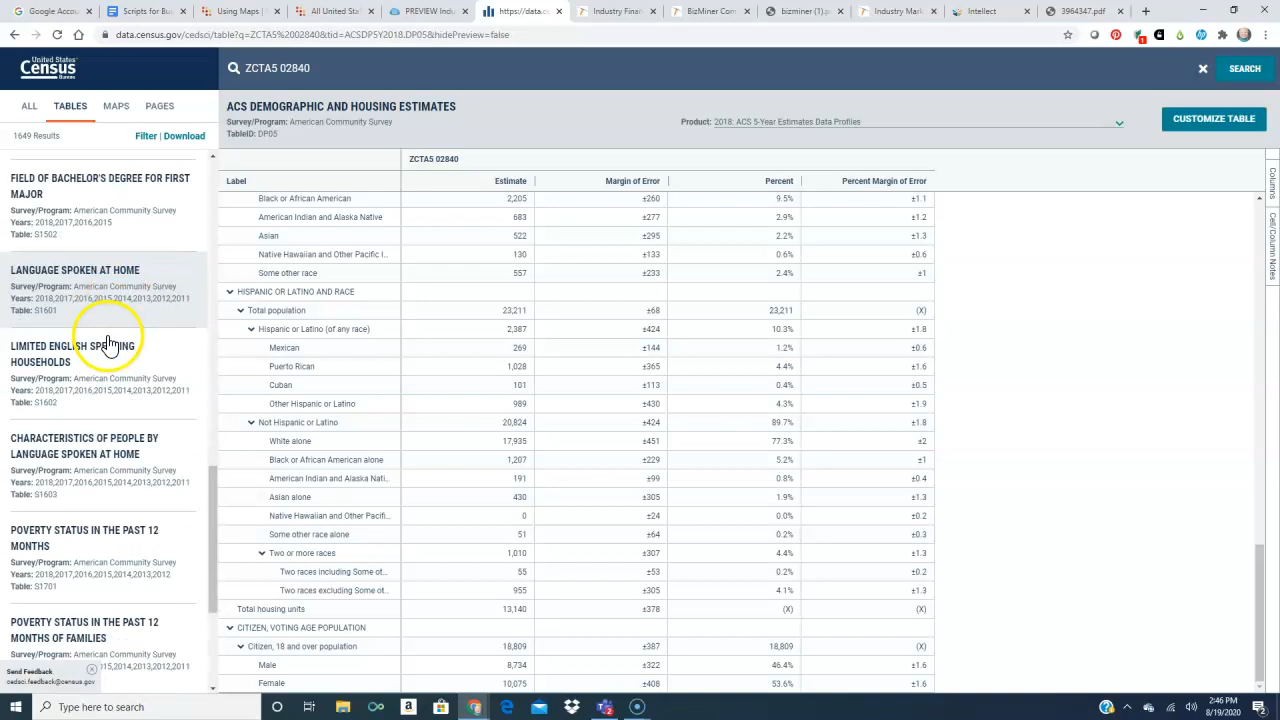 Google Accou
Scripts for Bu
Using Maps (
All United Sta
PREVIEW Indu
https://data.ce
Industry Finan
BizMiner Con
bizminer (1).a
Industry Mark
Intellect
3964347.pdf
data.census.gov/cedsci/table?q=ZCTA5%2002840&tid=ACSDP5Y2018.DP05&hidePreview=false
United States®
Census
Bureau
ZCTA5 02840
SEARCH
ALL TABLES MAPS PAGES
1649 Results Filter | Download
FIELD OF BACHELOR'S DEGREE FOR FIRST
MAJOR
Survey/Program: American Community Survey
Years: 2018,2017,2016,2015
Table: S1502
LANGUAGE SPOKEN AT HOME
Survey/Program: American Community Survey
Years: 2018,2017,2016,2015,2014,2013,2012,2011
Table: S1601
LIMITED ENGLISH SPEAKING
HOUSEHOLDS
Survey/Program: American Community Survey
Years: 2018,2017,2016,2015,2014,2013,2012,2011
Table: S1602
CHARACTERISTICS OF PEOPLE BY
LANGUAGE SPOKEN AT HOME
Survey/Program: American Community Survey
Years: 2018,2017,2016,2015,2014,2013,2012,2011
Table: S1603
POVERTY STATUS IN THE PAST 12
MONTHS
Survey/Program: American Community Survey
Years: 2018,2017,2016,2015,2014,2013,2012
Table: S1701
POVERTY STATUS IN THE PAST 12
MONTHS OF FAMILIES
American Community Survey
16,2015,2014,2013,2012,2011
Send Feedback
cedsci.feedback@census.gov
ACS DEMOGRAPHIC AND HOUSING ESTIMATES
Survey/Program: American Community Survey
TableID: DP05
Product: 2018: ACS 5-Year Estimates Data Profiles
CUSTOMIZE TABLE
ZCTA5 02840
Label Estimate Margin of Error Percent Percent Margin of Error
Black or African American 2,205 ±260 9.5% ±1.1
American Indian and Alaska Native 683 ±277 2.9% ±1.2
Asian 522 ±295 2.2% ±1.3
Native Hawaiian and Other Pacific I... 130 ±133 0.6% ±0.6
Some other race 557 ±233 2.4% ±1
HISPANIC OR LATINO AND RACE
Total population 23,211 ±68 23,211 (X)
Hispanic or Latino (of any race) 2,387 ±424 10.3% ±1.8
Mexican 269 ±144 1.2% ±0.6
Puerto Rican 1,028 ±365 4.4% ±1.6
Cuban 101 ±113 0.4% ±0.5
Other Hispanic or Latino 989 ±430 4.3% ±1.9
Not Hispanic or Latino 20,824 ±424 89.7% ±1.8
White alone 17,935 ±451 77.3% ±2
Black or African American alone 1,207 ±229 5.2% ±1
American Indian and Alaska Nati... 191 ±99 0.8% ±0.4
Asian alone 430 ±305 1.9% ±1.3
Native Hawaiian and Other Pacifi... 0 ±24 0.0% ±0.2
Some other race alone 51 ±64 0.2% ±0.3
Two or more races 1,010 ±307 4.4% ±1.3
Two races including Some ot... 55 ±53 0.2% ±0.2
Two races excluding Some ot... 955 ±305 4.1% ±1.3
Total housing units 13,140 ±378 (X) (X)
CITIZEN, VOTING AGE POPULATION
Citizen, 18 and over population 18,809 ±387 18,809 (X)
Male 8,734 ±322 46.4% ±1.6
Female 10,075 ±408 53.6% ±1.6
Columns
Cell/Column Notes
Type here to search
2:46 PM
8/19/2020